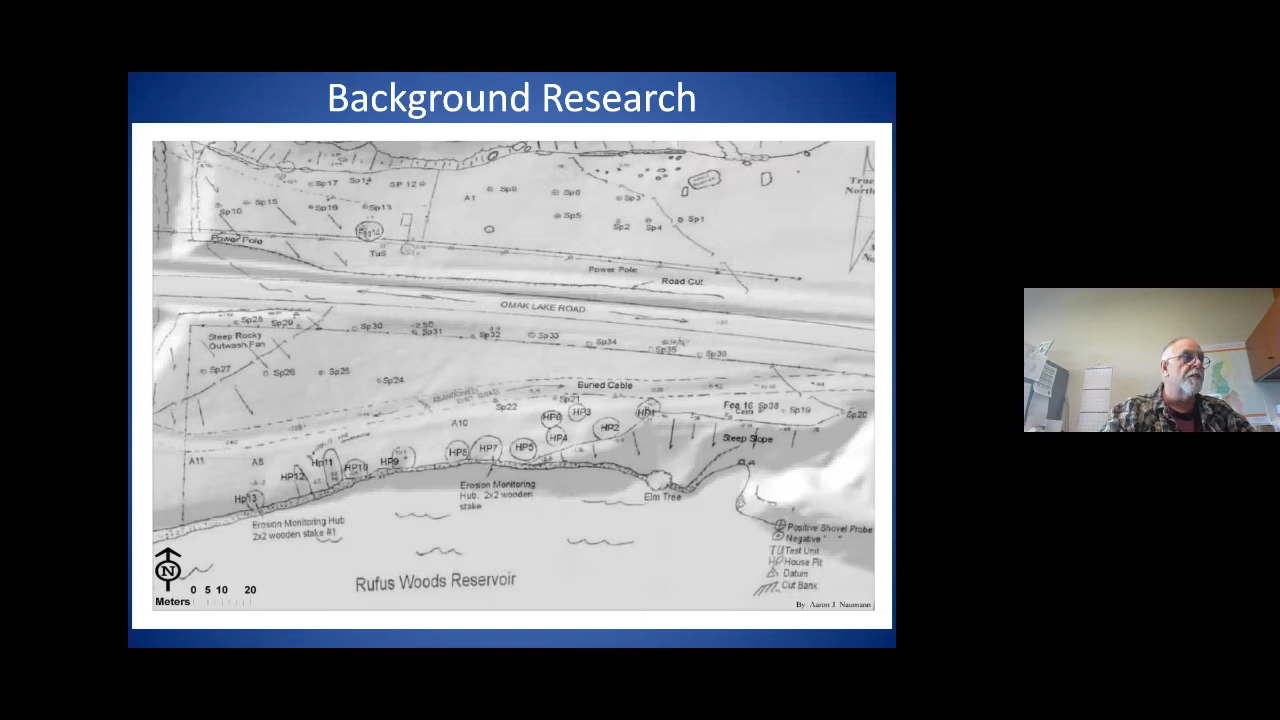 Background Research
Sp17
Sp14
SP 12
Sp15
Sp10
Sp16
Sp13
Fea14
A1
Sp8
Sp6
Sp5
Sp3
Sp2
Sp4
Sp1
True
North
Power Pole
Tu5
Power Pole
Road Cut
OMAK LAKE ROAD
Sp28
Sp29
Sp30
Sp31
Sp32
Sp33
Sp34
Sp35
Steep Rocky
Outwash Fan
Sp27
Sp26
Sp25
Sp24
Buried Cable
Sp22
Sp21
HP6
HP3
HP1
HP2
HP4
HP5
HP7
HP8
HP9
HP10
Hp11
HP12
Hp13
A10
A11
Fea 16
Sp38
Sp19
Sp20
Steep Slope
Elm Tree
Erosion Monitoring
Hub. 2x2 wooden
stake
Erosion Monitoring Hub
2x2 wooden stake #1
Rufus Woods Reservoir
Positive Shovel Probe
Negative " "
TU Test Unit
HP House Pit
Datum
Cut Bank
N
0 5 10 20
Meters
By: Aaron J. Naumann